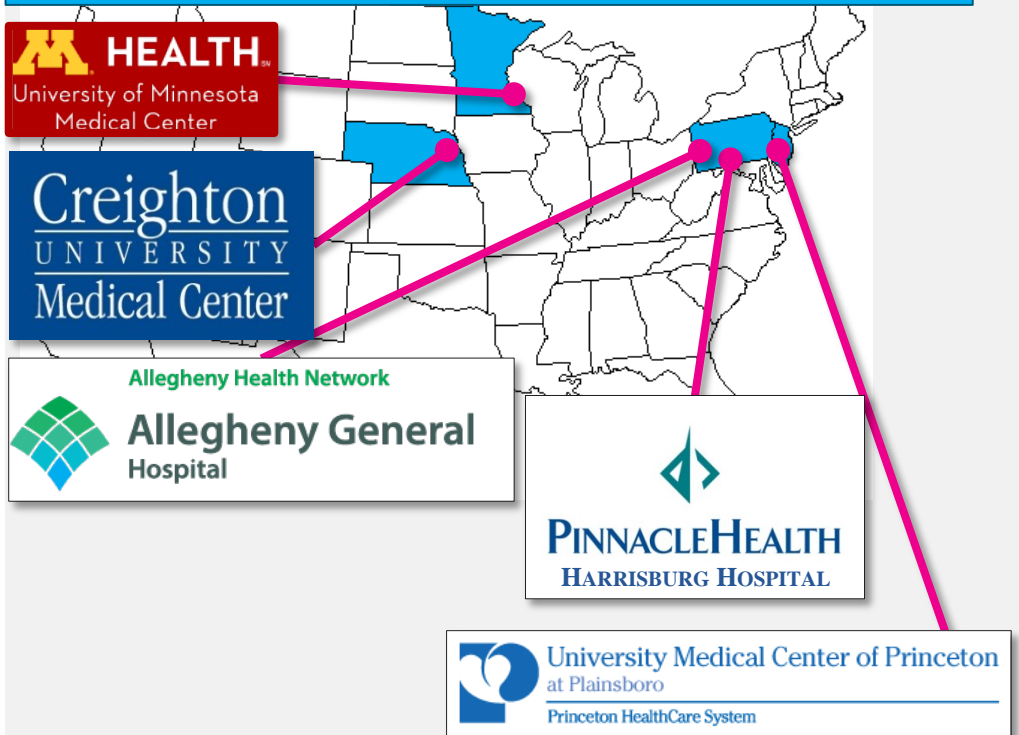 M HEALTH℠
University of Minnesota
Medical Center
Creighton
UNIVERSITY
Medical Center
Allegheny Health Network
Allegheny General
Hospital
PINNACLEHEALTH
HARRISBURG HOSPITAL
University Medical Center of Princeton
at Plainsboro
Princeton HealthCare System